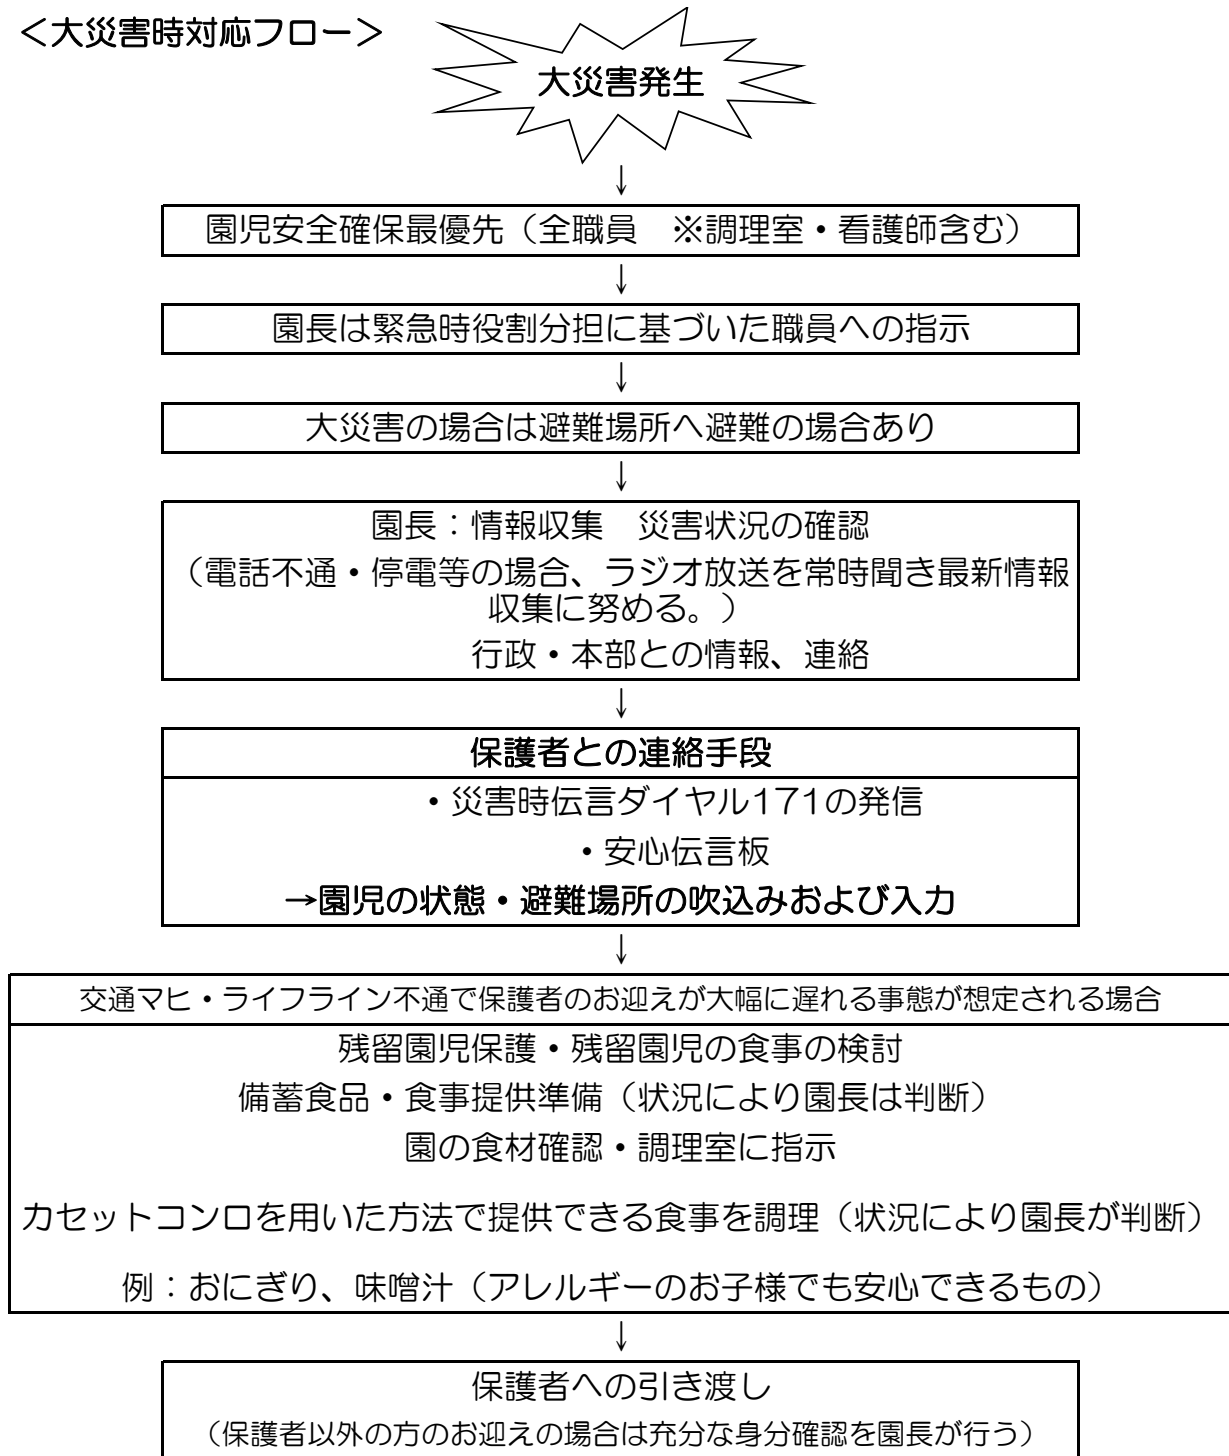 ＜大災害時対応フロー＞
大災害発生
↓
園児安全確保最優先（全職員　※調理室・看護師含む）
↓
園長は緊急時役割分担に基づいた職員への指示
↓
大災害の場合は避難場所へ避難の場合あり
↓
園長：情報収集　災害状況の確認
（電話不通・停電等の場合、ラジオ放送を常時聞き最新情報
収集に努める。）
行政・本部との情報、連絡
↓
保護者との連絡手段
・災害時伝言ダイヤル171の発信
・安心伝言板
→園児の状態・避難場所の吹込みおよび入力
↓
交通マヒ・ライフライン不通で保護者のお迎えが大幅に遅れる事態が想定される場合
残留園児保護・残留園児の食事の検討
備蓄食品・食事提供準備（状況により園長は判断）
園の食材確認・調理室に指示
カセットコンロを用いた方法で提供できる食事を調理（状況により園長が判断）
例：おにぎり、味噌汁（アレルギーのお子様でも安心できるもの）
↓
保護者への引き渡し
（保護者以外の方のお迎えの場合は充分な身分確認を園長が行う）